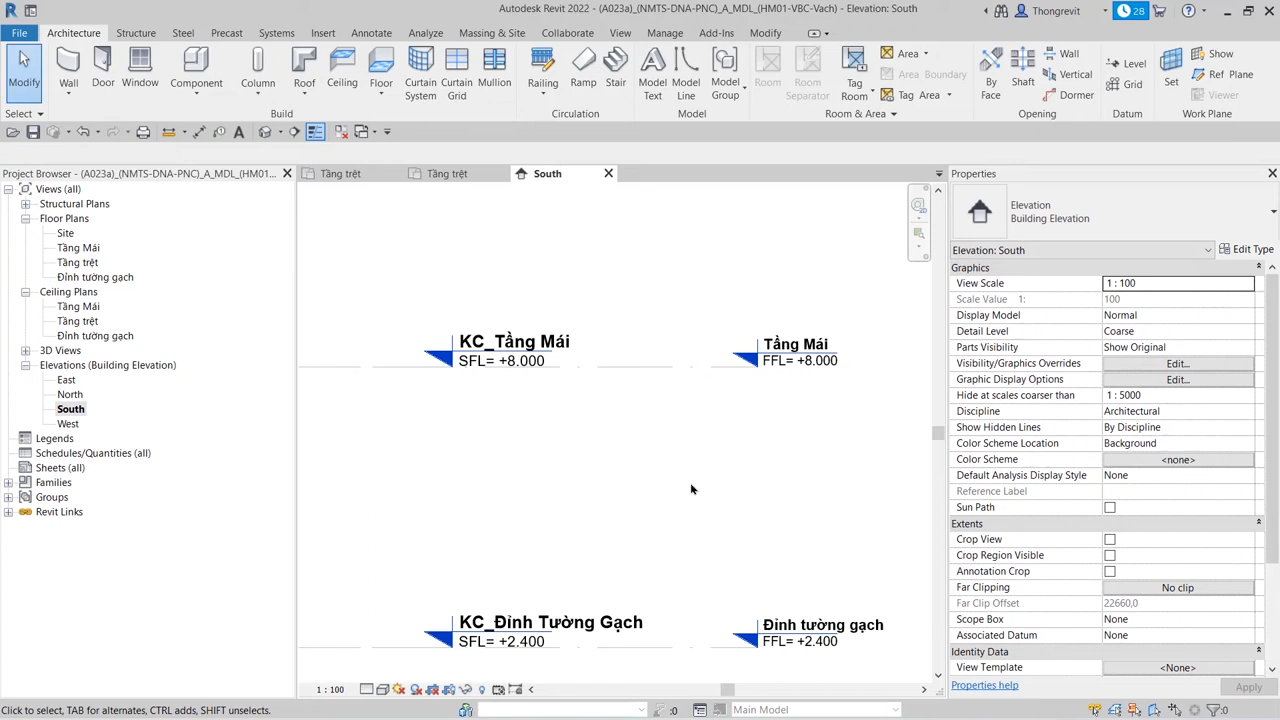 Autodesk Revit 2022 - (A023a)_(NMTS-DNA-PNC)_A_MDL_(HM01-VBC-Vach) - Elevation: South
Thongrevit
28
File Architecture Structure Steel Precast Systems Insert Annotate Analyze Massing & Site Collaborate View Manage Add-Ins Modify
Modify
Wall
Door
Window
Component
Column
Roof
Ceiling
Floor
Curtain System
Curtain Grid
Mullion
Railing
Ramp
Stair
Model Text
Model Line
Model Group
Room
Room Separator
Tag Room
Area
Area Boundary
Tag Area
By Face
Shaft
Wall
Vertical
Dormer
Level
Grid
Set
Show
Ref Plane
Viewer
Select
Build
Circulation
Model
Room & Area
Opening
Datum
Work Plane
Project Browser - (A023a)_(NMTS-DNA-PNC)_A_MDL_(HM01...
Views (all)
Structural Plans
Floor Plans
Site
Tầng Mái
Tầng trệt
Đỉnh tường gạch
Ceiling Plans
Tầng Mái
Tầng trệt
Đỉnh tường gạch
3D Views
Elevations (Building Elevation)
East
North
South
West
Legends
Schedules/Quantities (all)
Sheets (all)
Families
Groups
Revit Links
Tầng trệt
Tầng trệt
South
KC_Tầng Mái
SFL= +8.000
Tầng Mái
FFL= +8.000
KC_Đỉnh Tường Gạch
SFL= +2.400
Đỉnh tường gạch
FFL= +2.400
Properties
Elevation
Building Elevation
Elevation: South
Edit Type
Graphics
View Scale 1 : 100
Scale Value 1: 100
Display Model Normal
Detail Level Coarse
Parts Visibility Show Original
Visibility/Graphics Overrides Edit...
Graphic Display Options Edit...
Hide at scales coarser than 1 : 5000
Discipline Architectural
Show Hidden Lines By Discipline
Color Scheme Location Background
Color Scheme <none>
Default Analysis Display Style None
Reference Label
Sun Path
Extents
Crop View
Crop Region Visible
Annotation Crop
Far Clipping No clip
Far Clip Offset 22660,0
Scope Box None
Associated Datum None
Identity Data
View Template <None>
Properties help
Apply
1 : 100
Click to select, TAB for alternates, CTRL adds, SHIFT unselects.
:0
Main Model
:0